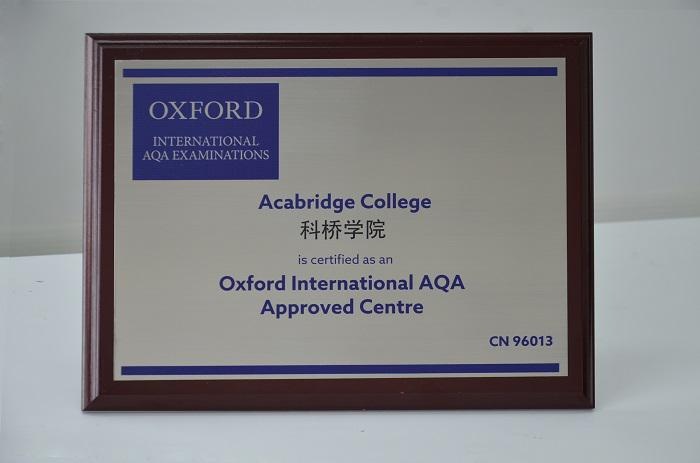 OXFORD
INTERNATIONAL
AQA EXAMINATIONS
Acabridge College
科桥学院
is certified as an
Oxford International AQA
Approved Centre
CN 96013